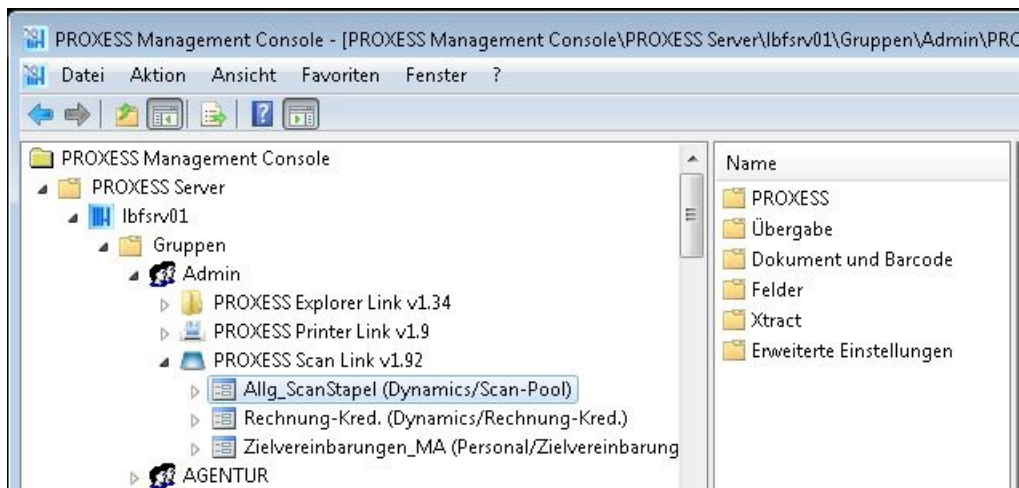 PROXESS Management Console - [PROXESS Management Console\PROXESS Server\lbfsrv01\Gruppen\Admin\PRO
Datei Aktion Ansicht Favoriten Fenster ?
PROXESS Management Console
PROXESS Server
lbfsrv01
Gruppen
Admin
PROXESS Explorer Link v1.34
PROXESS Printer Link v1.9
PROXESS Scan Link v1.92
Allg_ScanStapel (Dynamics/Scan-Pool)
Rechnung-Kred. (Dynamics/Rechnung-Kred.)
Zielvereinbarungen_MA (Personal/Zielvereinbarung
AGENTUR
Name
PROXESS
Übergabe
Dokument und Barcode
Felder
Xtract
Erweiterte Einstellungen